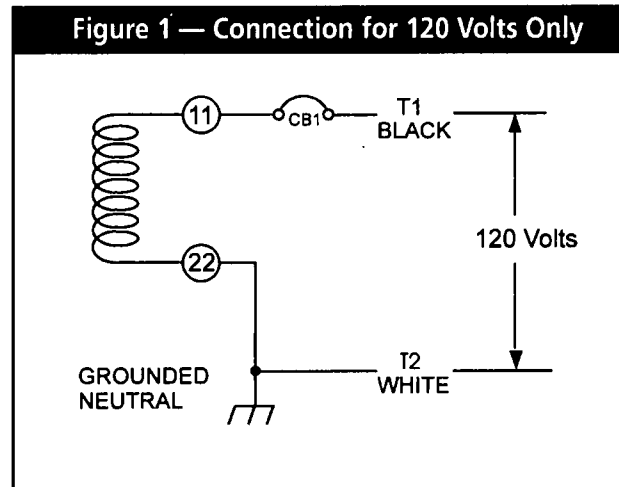 Figure 1 — Connection for 120 Volts Only
11
CB1
T1
BLACK
120 Volts
22
T2
WHITE
GROUNDED
NEUTRAL